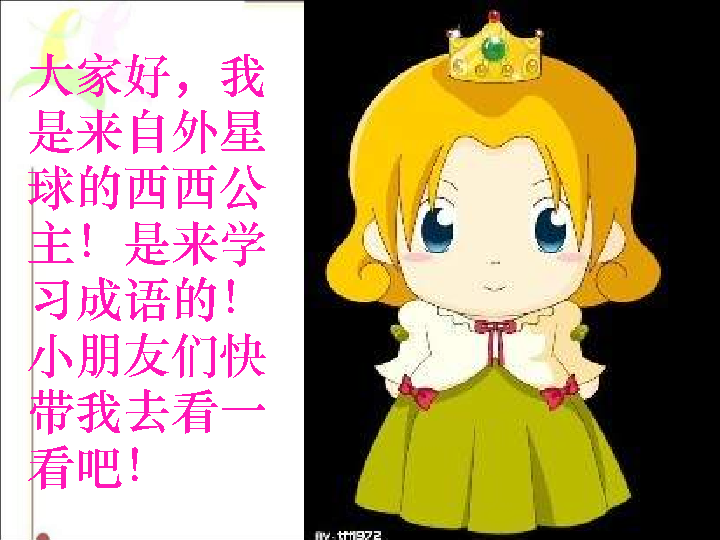 大家好，我
是来自外星
球的西西公
主！是来学
习成语的！
小朋友们快
带我去看一
看吧！